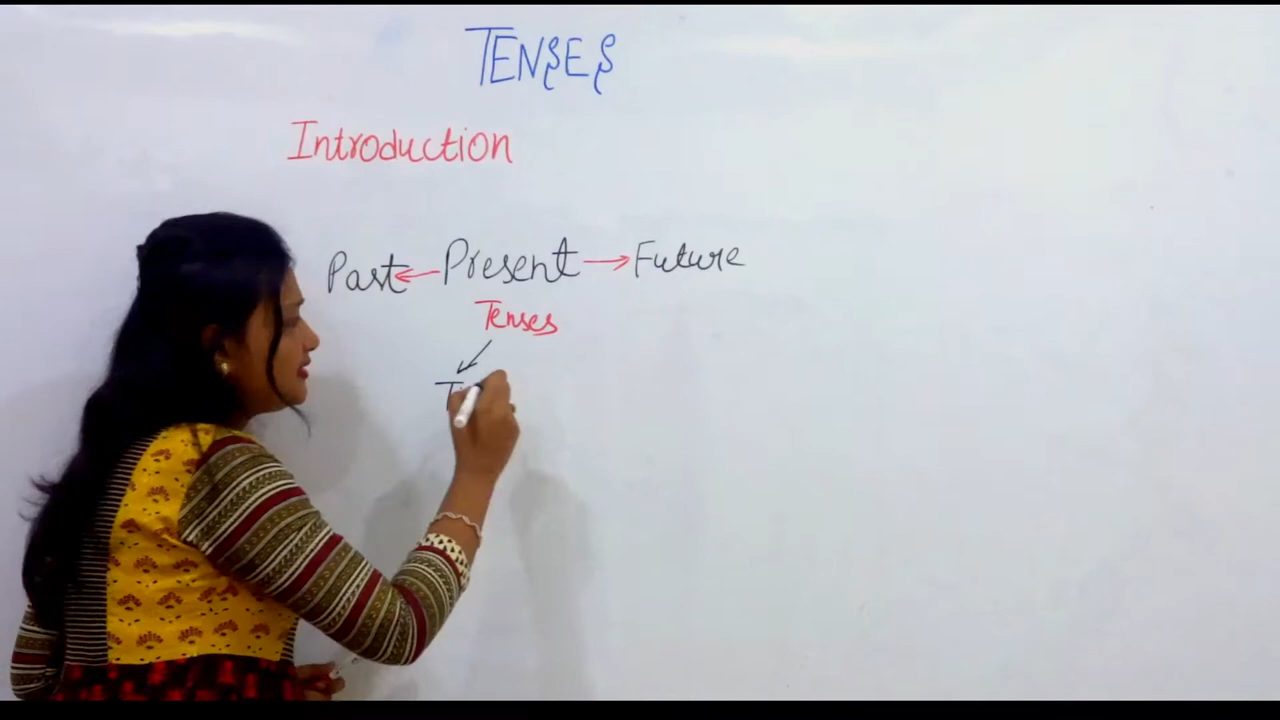 TENSES
Introduction
Past ← Present → Future
Tenses